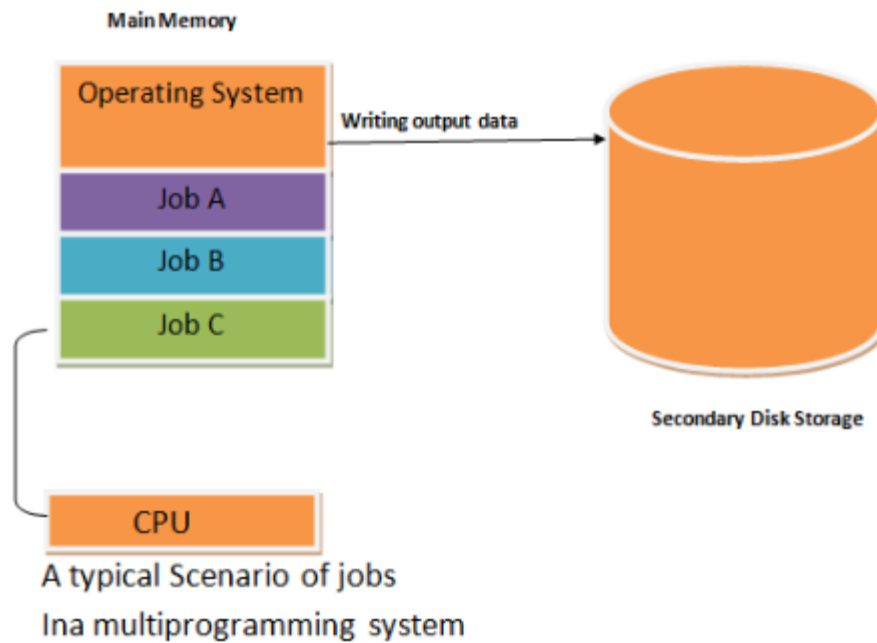 Main Memory
Operating System
Writing output data
Job A
Job B
Job C
Secondary Disk Storage
CPU
A typical Scenario of jobs
Ina multiprogramming system